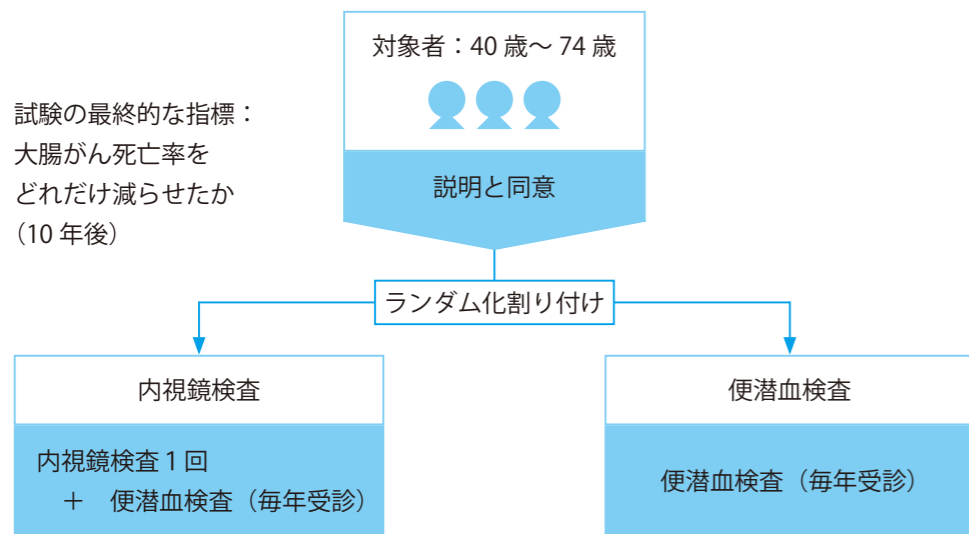 対象者：40 歳～ 74 歳
試験の最終的な指標：
大腸がん死亡率を
どれだけ減らせたか
（10 年後）
説明と同意
ランダム化割り付け
内視鏡検査
内視鏡検査 1 回
＋　便潜血検査（毎年受診）
便潜血検査
便潜血検査（毎年受診）